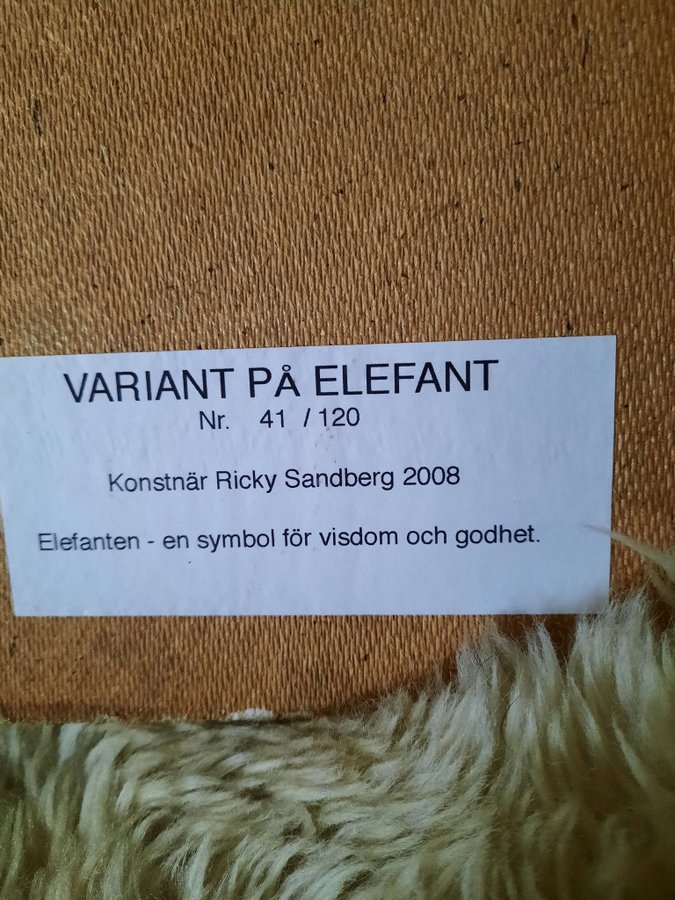 VARIANT PÅ ELEFANT
Nr. 41 / 120
Konstnär Ricky Sandberg 2008
Elefanten - en symbol för visdom och godhet.